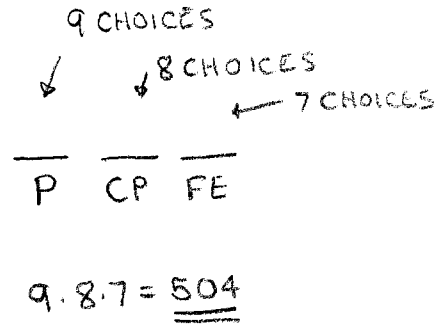 9 CHOICES
8 CHOICES
7 CHOICES
P CP FE
9.8.7 = 504